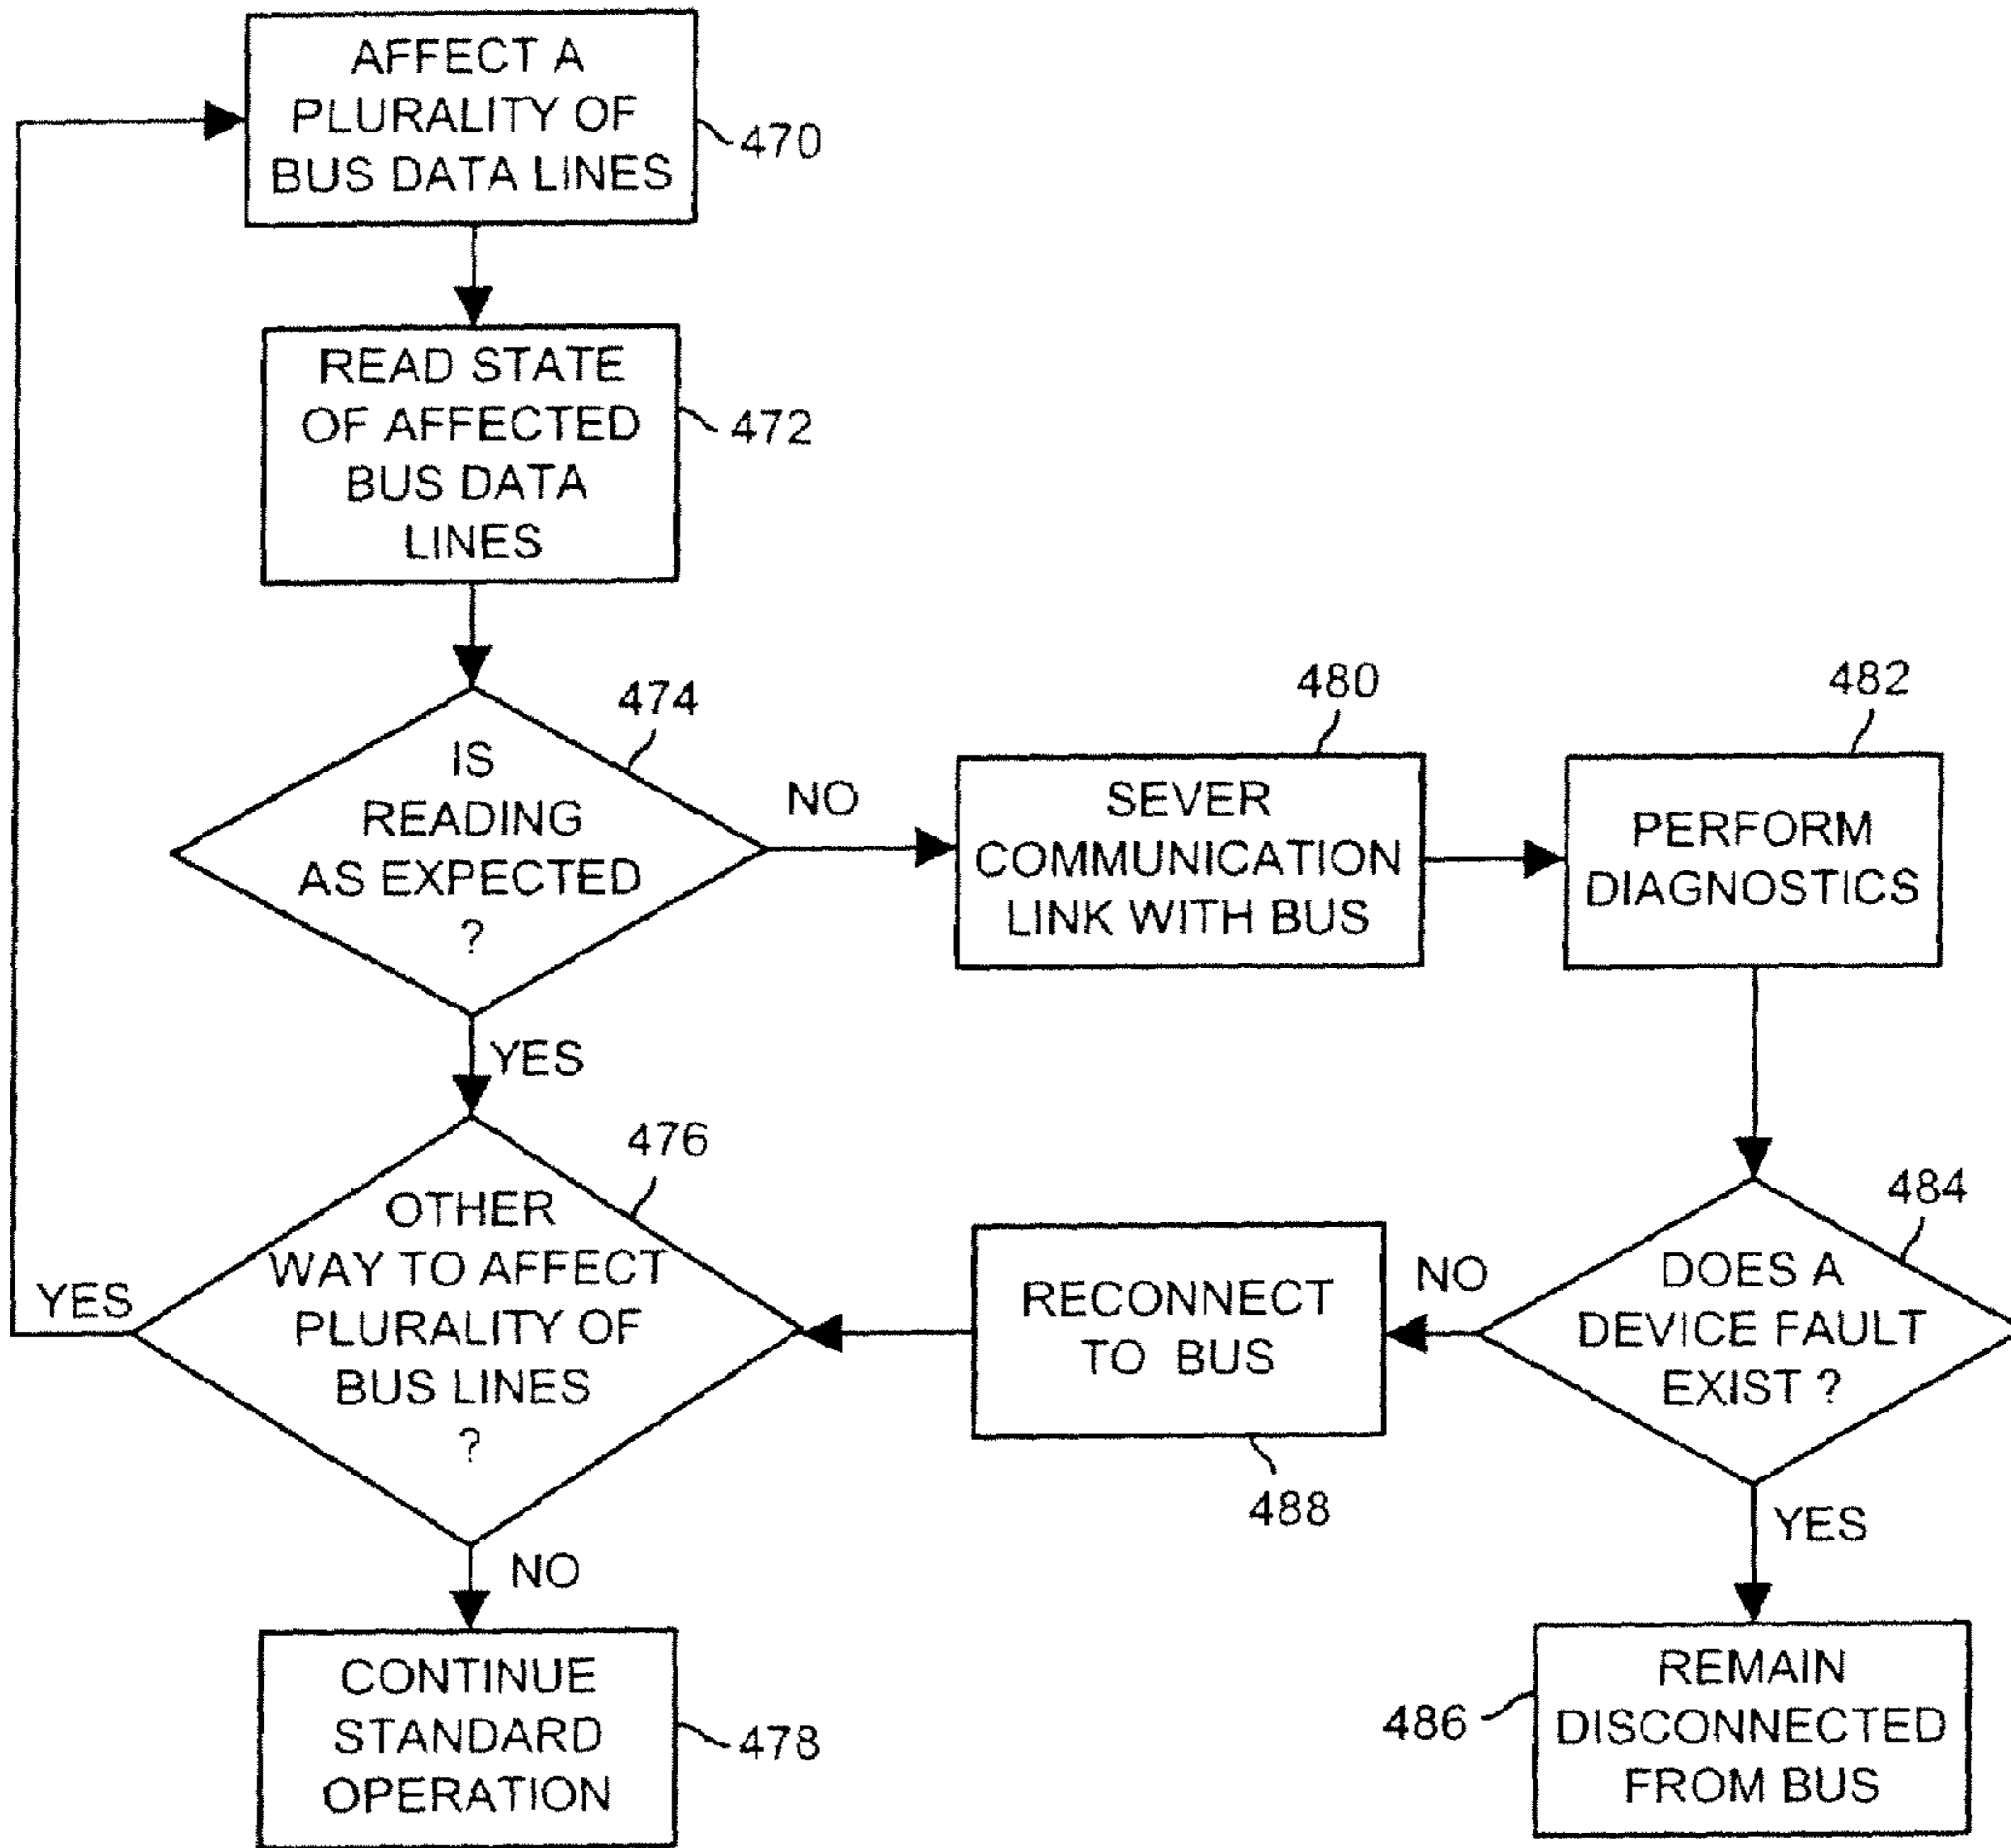 AFFECT A
PLURALITY OF
BUS DATA LINES
470
READ STATE
OF AFFECTED
BUS DATA
LINES
472
IS
READING
AS EXPECTED
?
474
NO
YES
SEVER
COMMUNICATION
LINK WITH BUS
480
PERFORM
DIAGNOSTICS
482
OTHER
WAY TO AFFECT
PLURALITY OF
BUS LINES
?
476
YES
NO
RECONNECT
TO BUS
488
DOES A
DEVICE FAULT
EXIST ?
484
NO
YES
CONTINUE
STANDARD
OPERATION
478
REMAIN
DISCONNECTED
FROM BUS
486